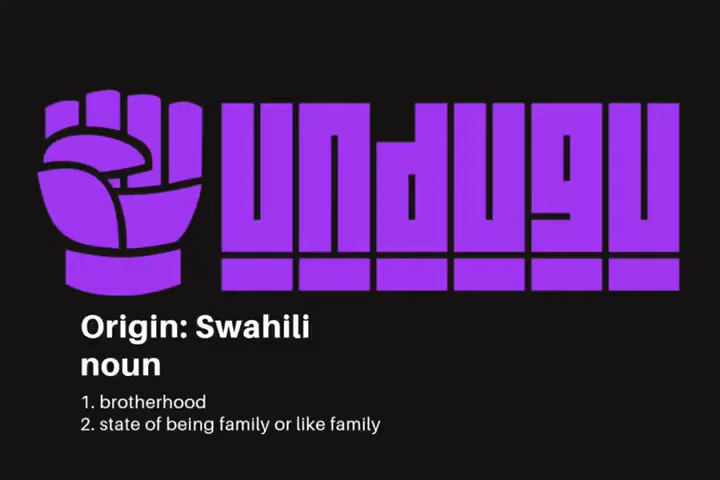 undugu
Origin: Swahili
noun
1. brotherhood
2. state of being family or like family